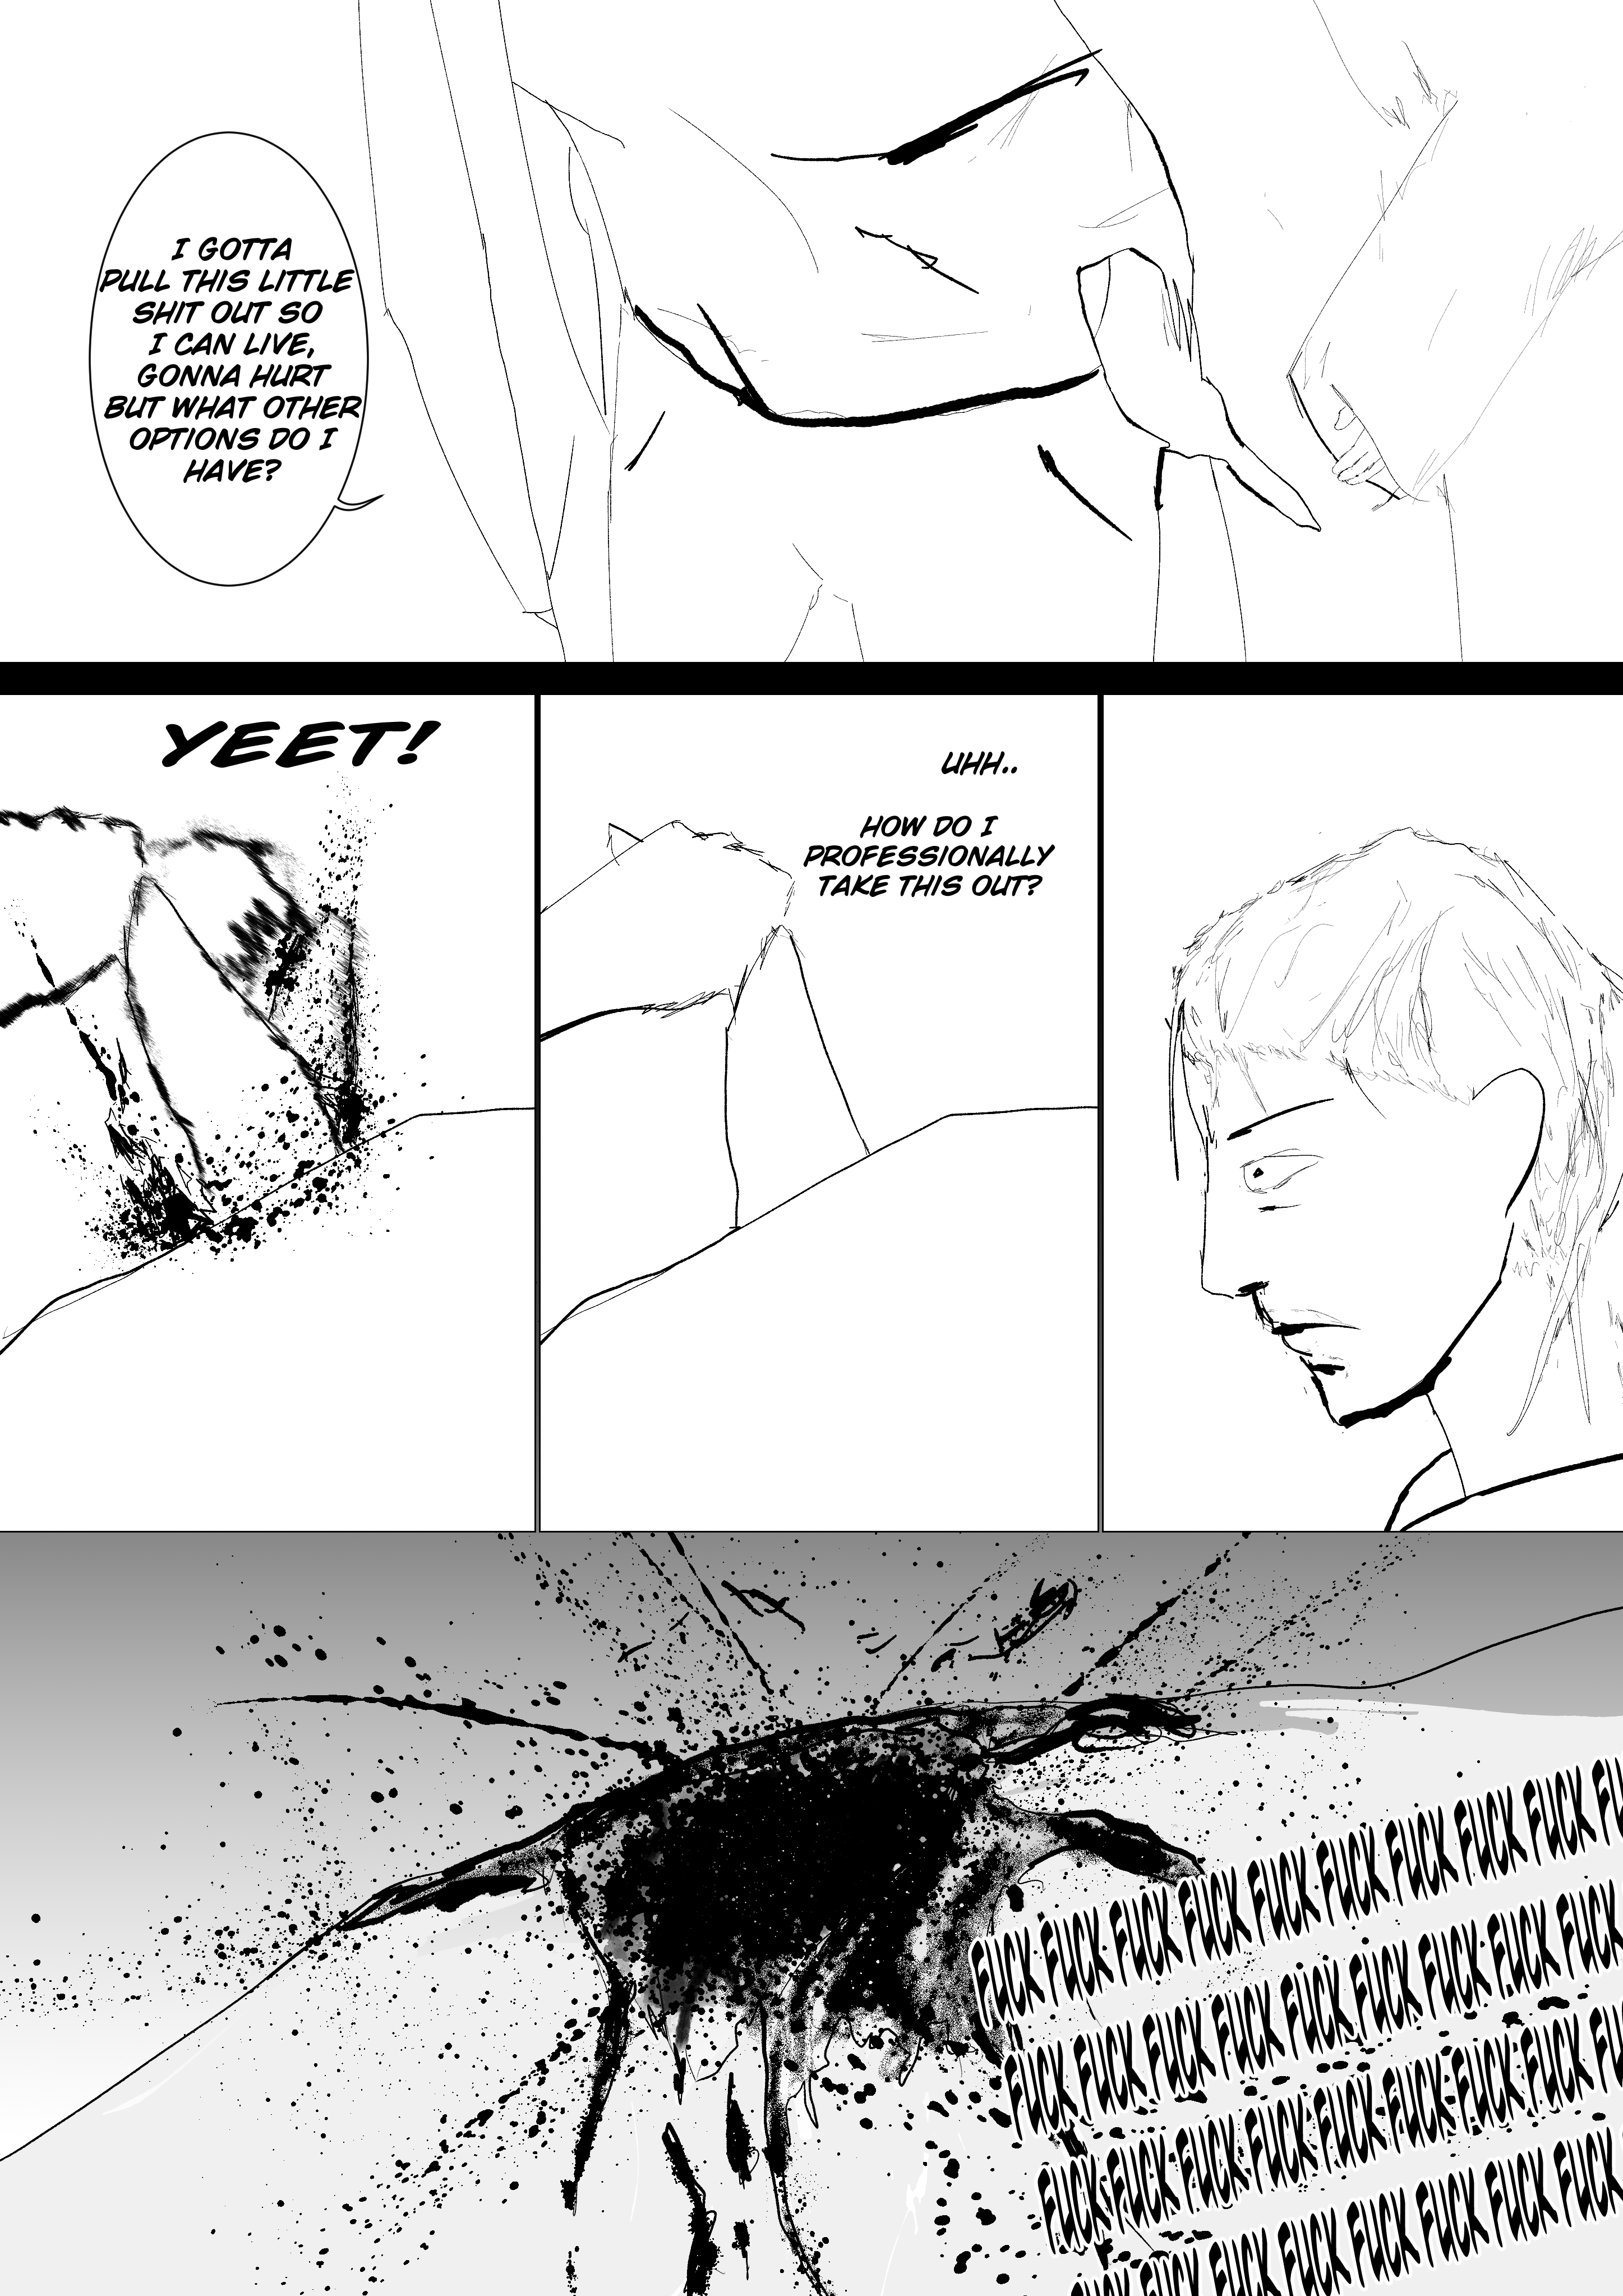 I GOTTA
PULL THIS LITTLE
SHIT OUT SO
I CAN LIVE,
GONNA HURT
BUT WHAT OTHER
OPTIONS DO I
HAVE?
UHH..
HOW DO I
PROFESSIONALLY
TAKE THIS OUT?
YEET!
FUCK FUCK FUCK FUCK FUCK FUCK FUCK FUCK FUCK FU
FUCK FUCK FUCK FUCK FUCK FUCK FUCK FUCK FUCK
FUCK FUCK FUCK FUCK FUCK FUCK FUCK FUCK FU
FUCK FUCK FUCK FUCK FUCK FUCK FUCK FUCK